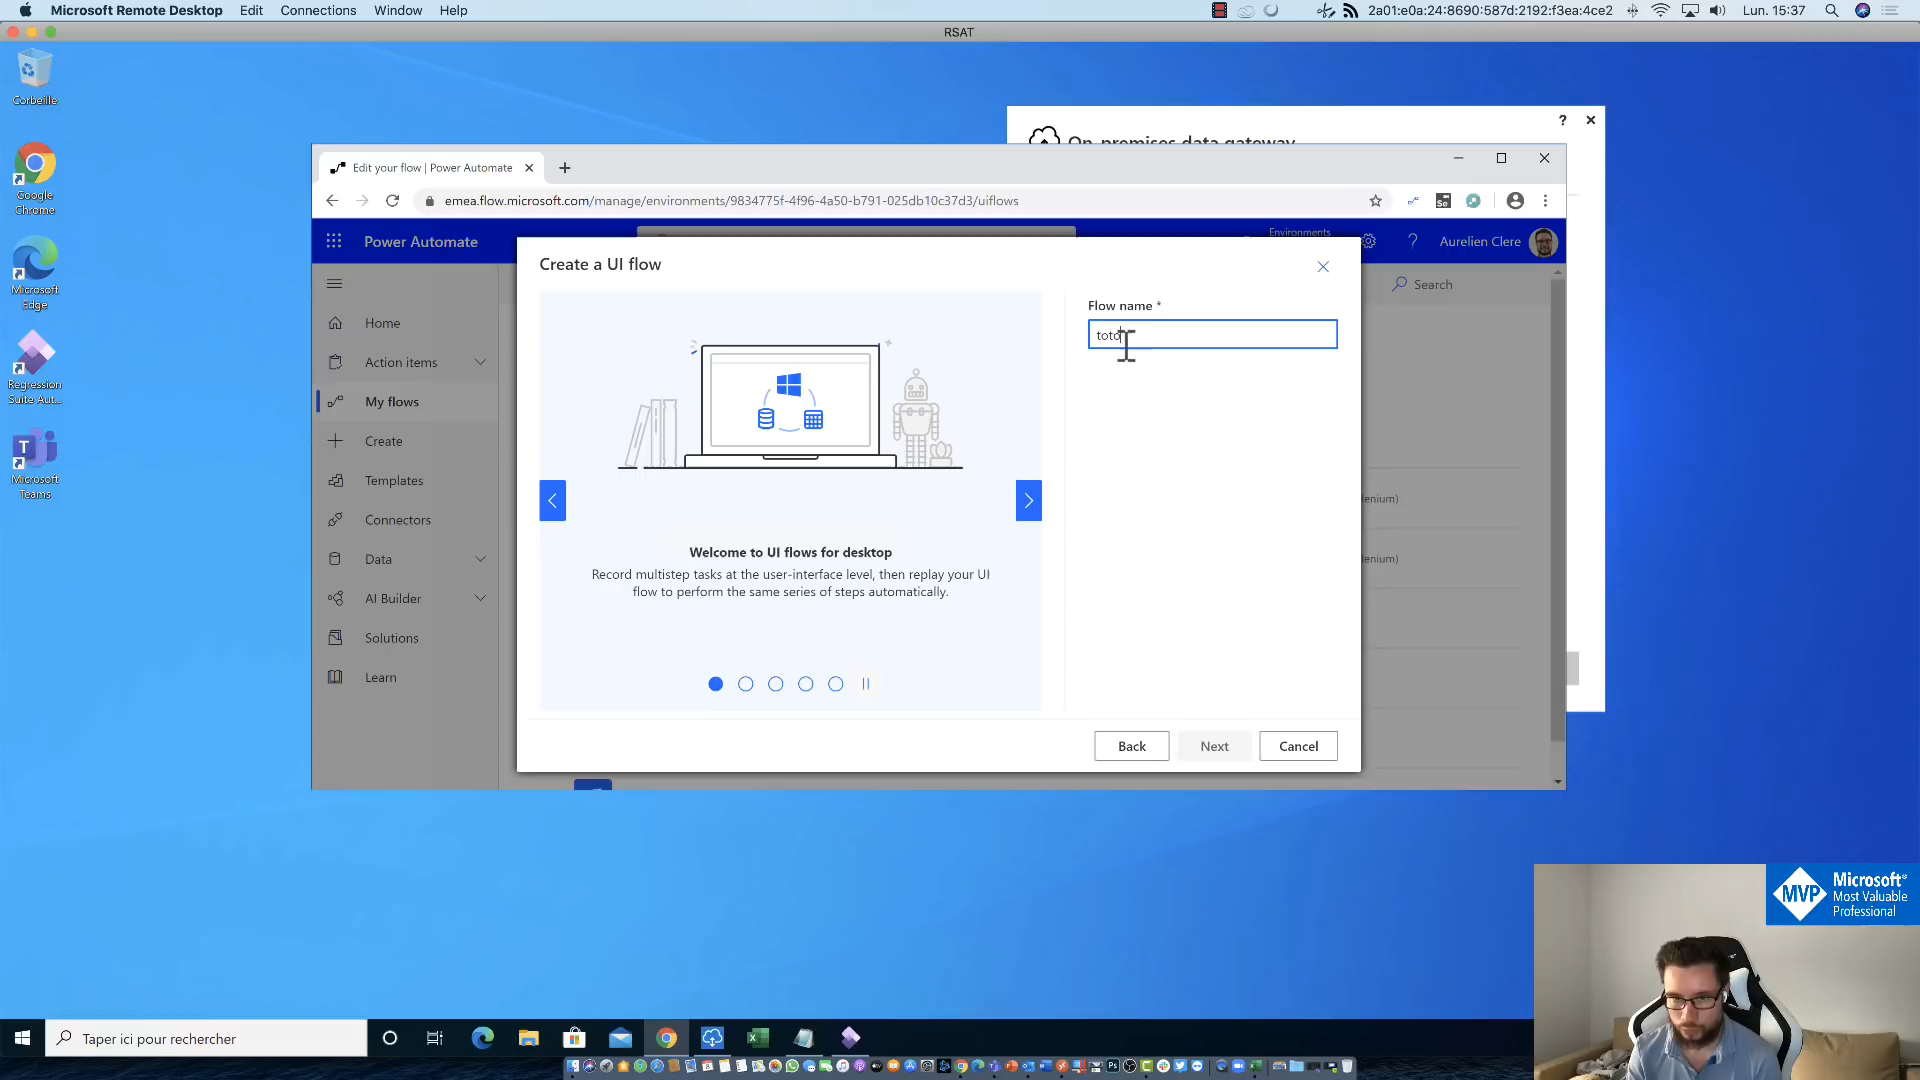 Microsoft Remote Desktop Edit Connections Window Help
2a01:e0a:24:8690:587d:2192:f3ea:4ce2 Lun. 15:37
RSAT
Corbeille
Google
Chrome
Microsoft
Edge
Regression
Suite Aut...
Microsoft
Teams
? ×
On-premises data gateway
Edit your flow | Power Automate
emea.flow.microsoft.com/manage/environments/9834775f-4f96-4a50-b791-025db10c37d3/uiflows
Power Automate
Environments
? Aurelien Clere
Search
Home
Action items
My flows
Create
Templates
Connectors
Data
AI Builder
Solutions
Learn
Create a UI flow
Welcome to UI flows for desktop
Record multistep tasks at the user-interface level, then replay your UI
flow to perform the same series of steps automatically.
Flow name *
toto
lenium)
lenium)
Back
Next
Cancel
MVP
Microsoft®
Most Valuable
Professional
Taper ici pour rechercher